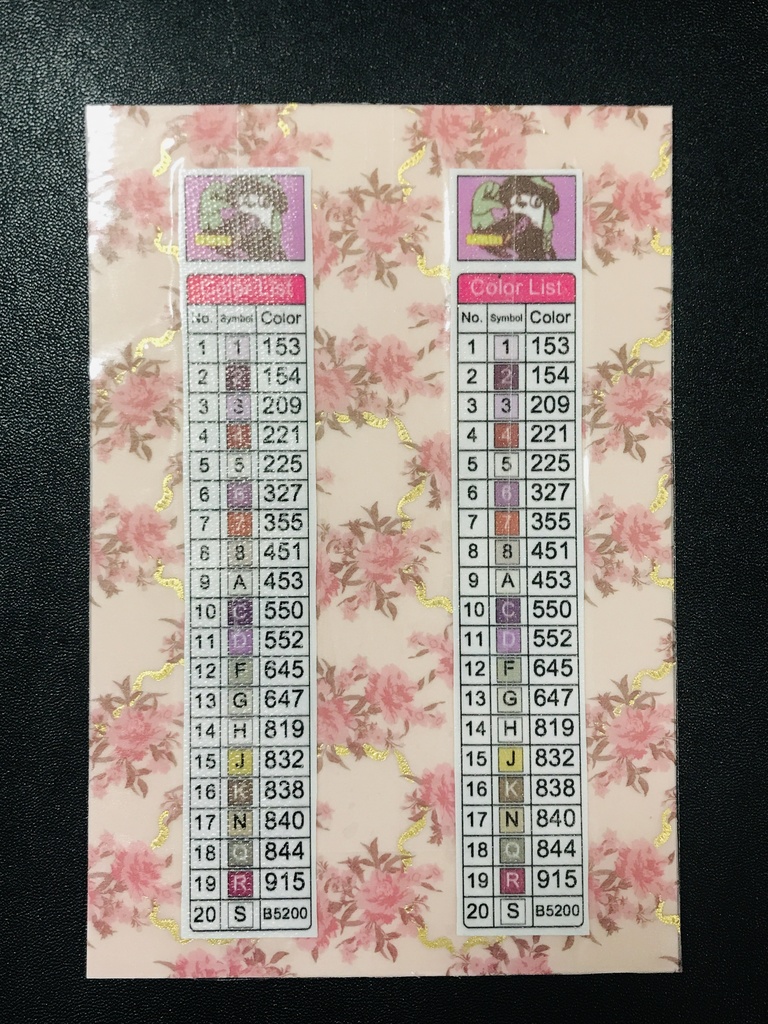 Color List
No. Symbol Color
1 1 153
2 2 154
3 3 209
4 4 221
5 5 225
6 6 327
7 7 355
8 8 451
9 A 453
10 C 550
11 D 552
12 F 645
13 G 647
14 H 819
15 J 832
16 K 838
17 N 840
18 Q 844
19 R 915
20 S B5200
Color List
No. Symbol Color
1 1 153
2 2 154
3 3 209
4 4 221
5 5 225
6 6 327
7 7 355
8 8 451
9 A 453
10 C 550
11 D 552
12 F 645
13 G 647
14 H 819
15 J 832
16 K 838
17 N 840
18 Q 844
19 R 915
20 S B5200